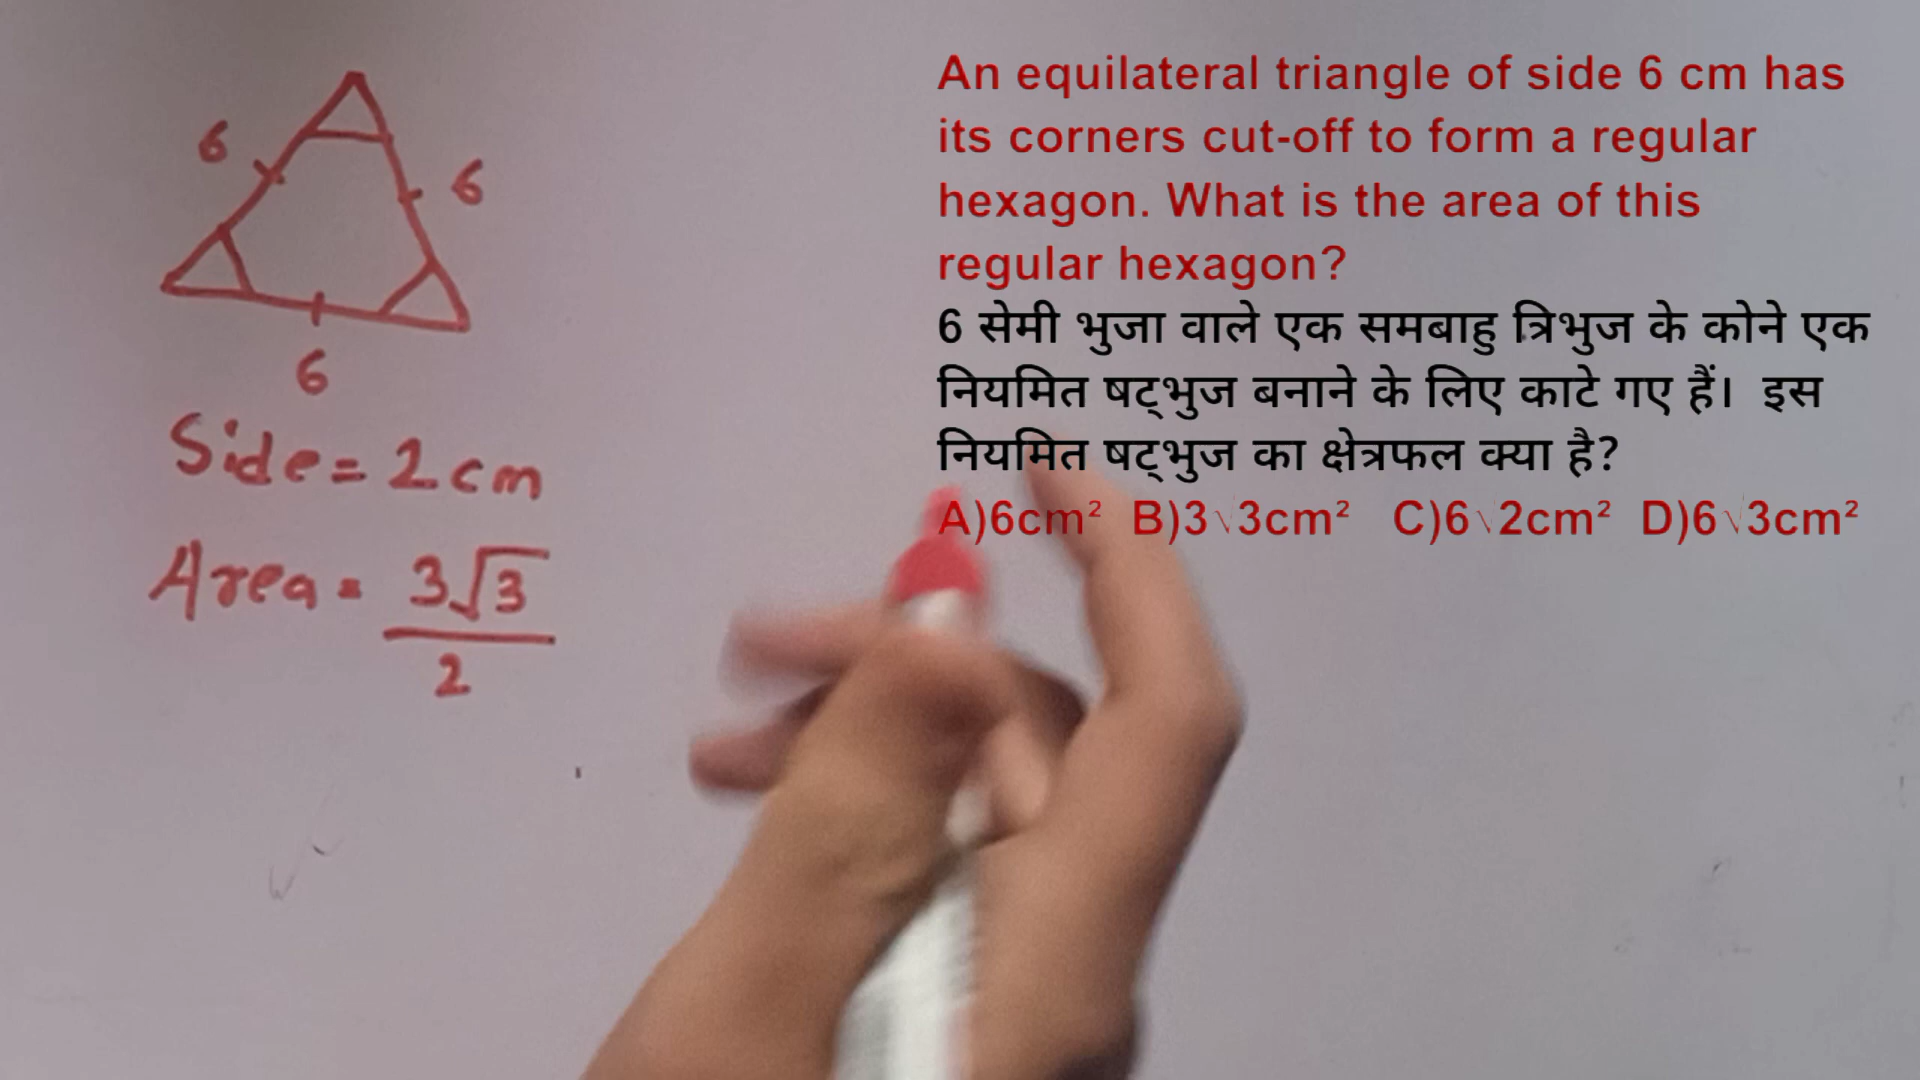 An equilateral triangle of side 6 cm has
its corners cut-off to form a regular
hexagon. What is the area of this
regular hexagon?
6 सेमी भुजा वाले एक समबाहु त्रिभुज के कोने एक
नियमित षट्भुज बनाने के लिए काटे गए हैं। इस
नियमित षट्भुज का क्षेत्रफल क्या है?
A)6cm² B)3√3cm² C)6√2cm² D)6√3cm²
6
6
6
Side = 2cm
Area = 3√3
2